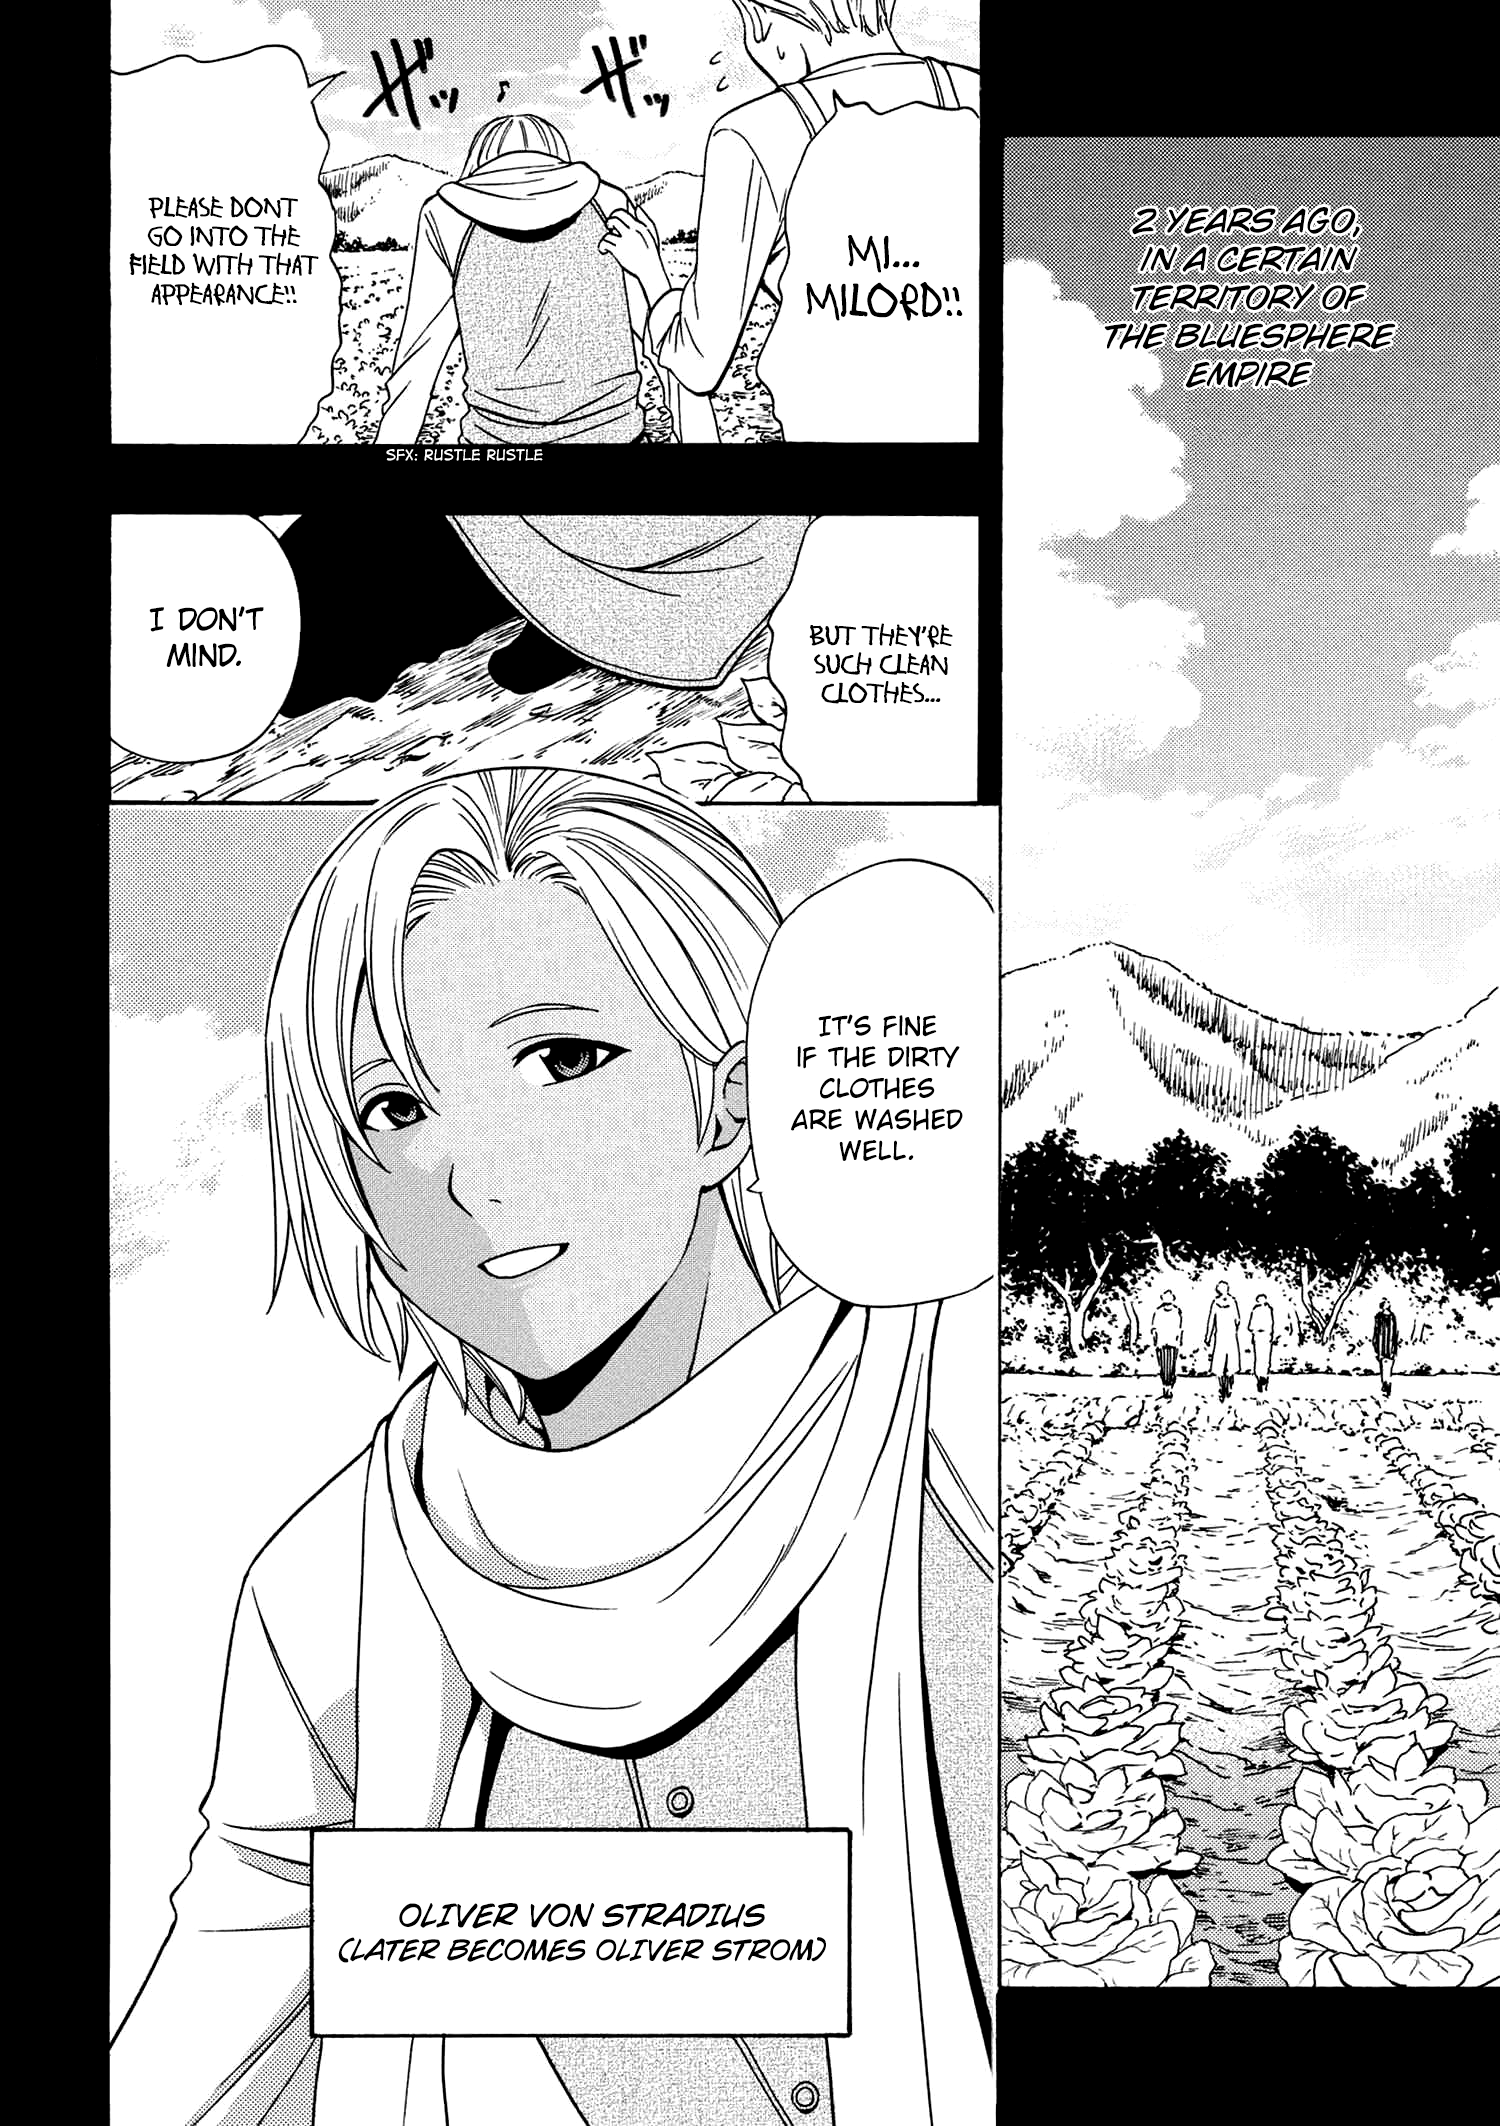 2 YEARS AGO,
IN A CERTAIN
TERRITORY OF
THE BLUESPHERE
EMPIRE
MI...
MILORD!!
ザッ
ザッ
PLEASE DONT
GO INTO THE
FIELD WITH THAT
APPEARANCE!!
SFX: RUSTLE RUSTLE
BUT THEY'RE
SUCH CLEAN
CLOTHES...
I DON'T
MIND.
IT'S FINE
IF THE DIRTY
CLOTHES
ARE WASHED
WELL.
OLIVER VON STRADIUS
(LATER BECOMES OLIVER STROM)